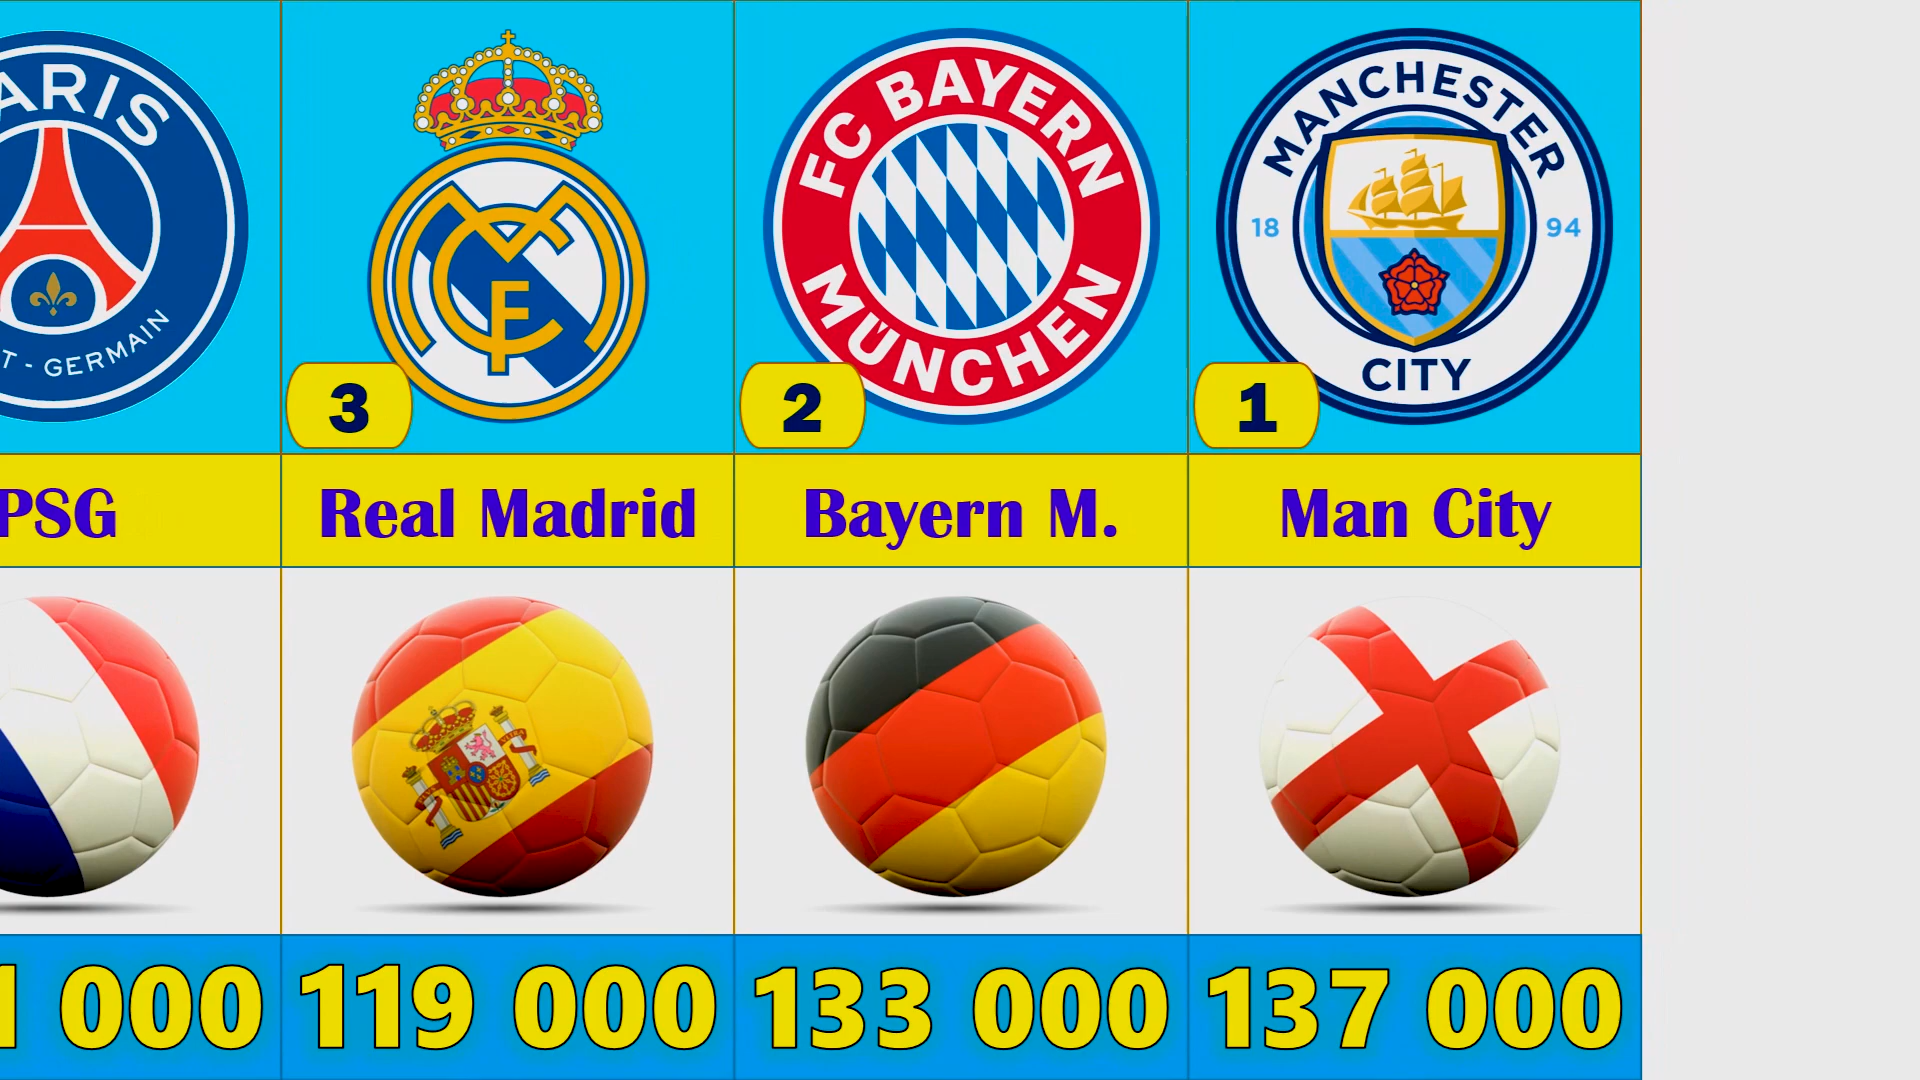 ARIS
T - GERMAIN
PSG
1 000
3
Real Madrid
119 000
FC BAYERN
MÜNCHEN
2
Bayern M.
133 000
MANCHESTER
18 94
CITY
1
Man City
137 000